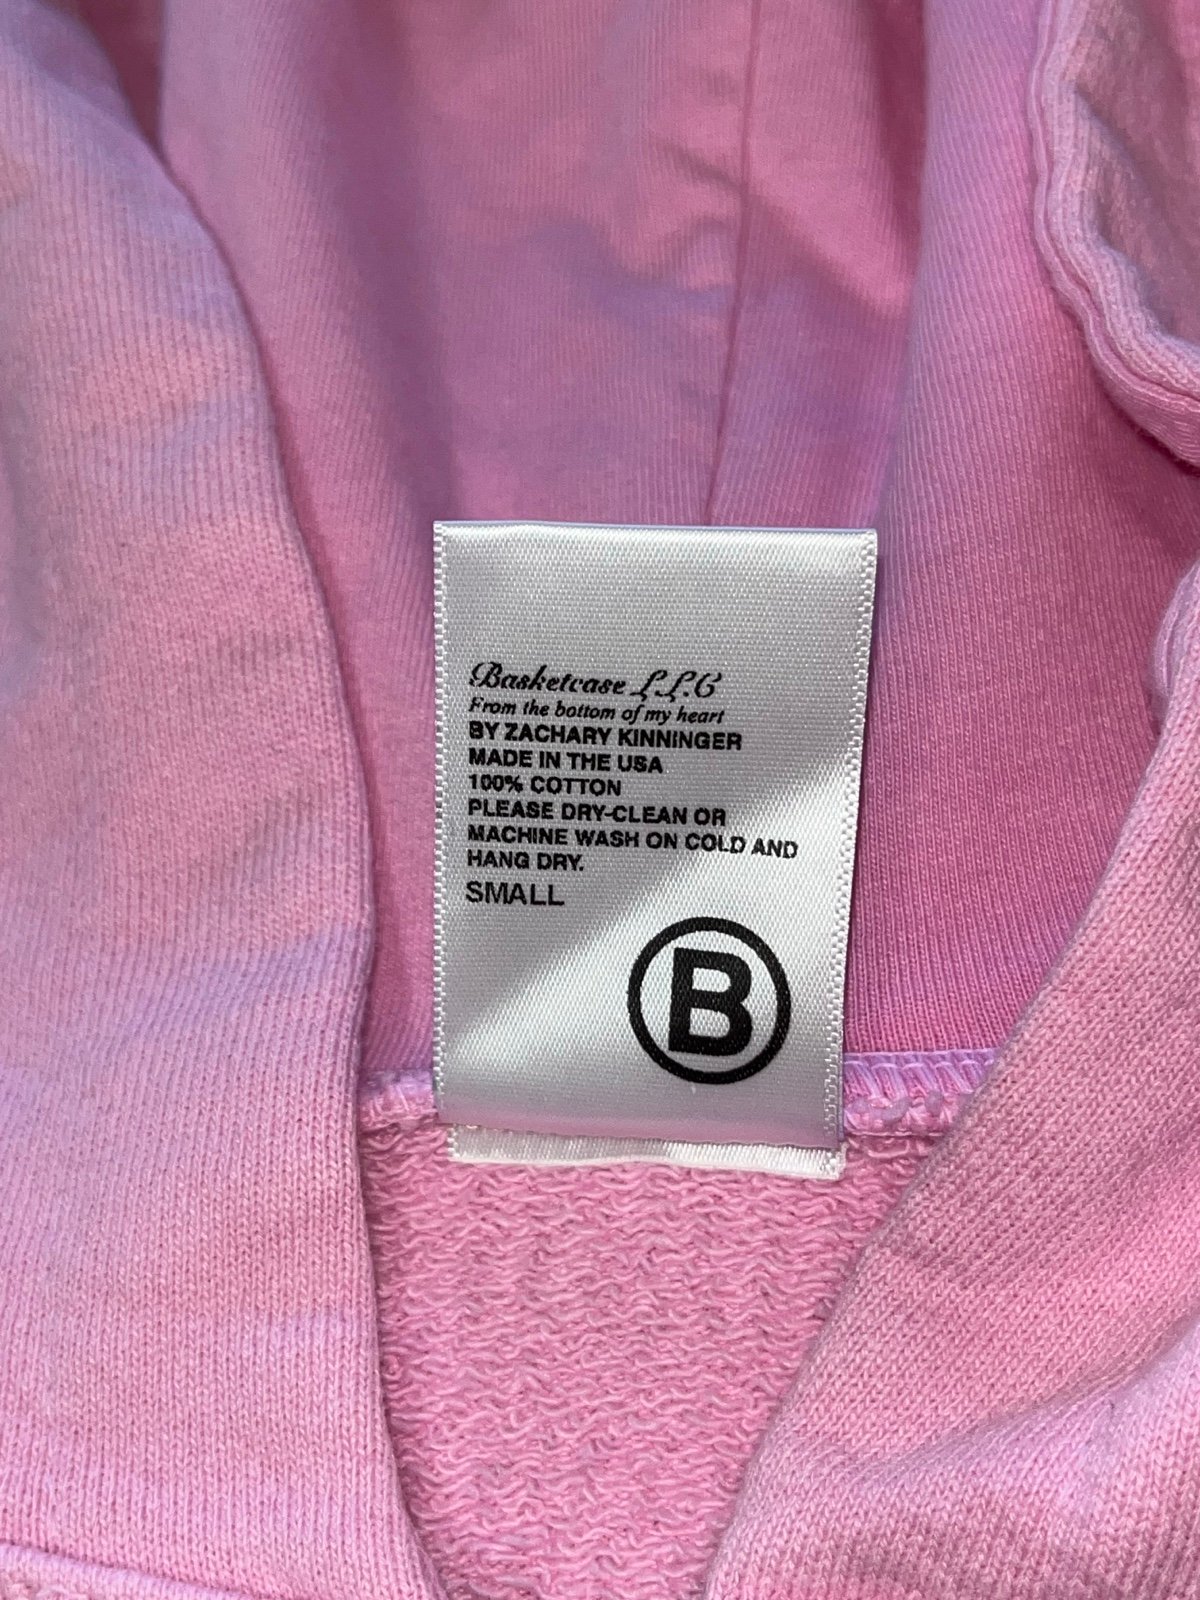 Basketcase L.L.C
From the bottom of my heart
BY ZACHARY KINNINGER
MADE IN THE USA
100% COTTON
PLEASE DRY-CLEAN OR
MACHINE WASH ON COLD AND
HANG DRY.
SMALL
B